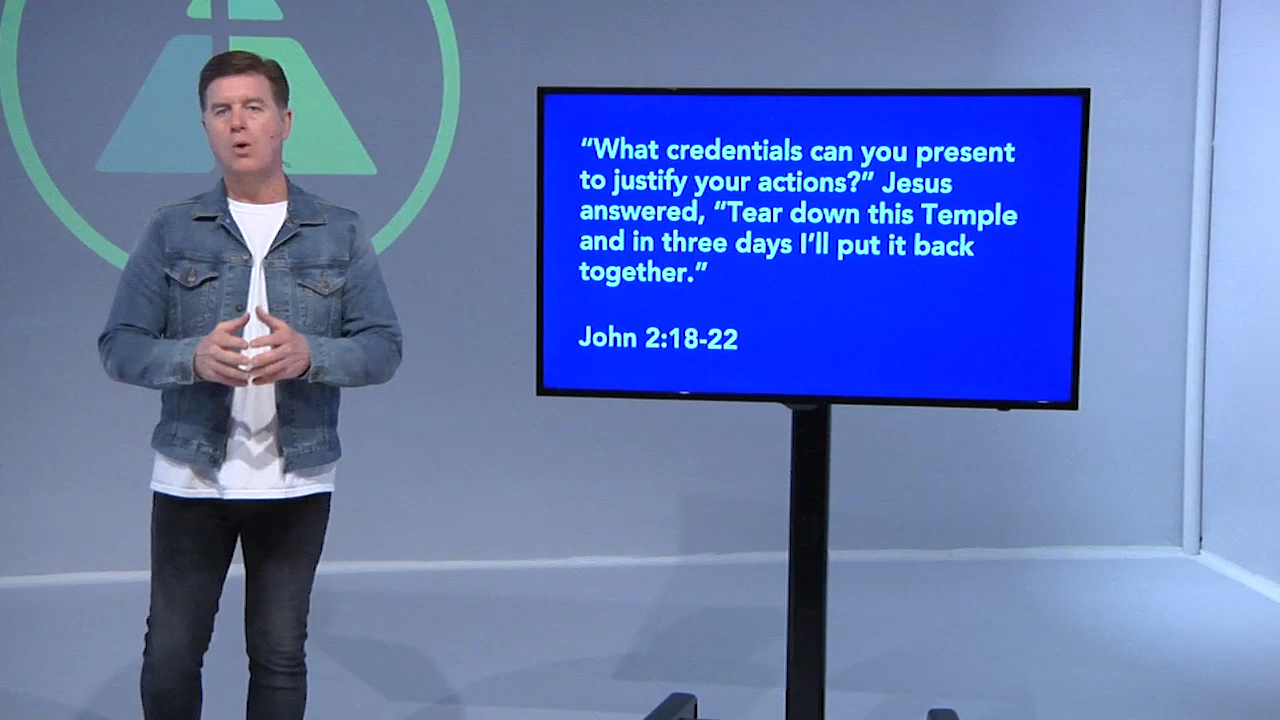 “What credentials can you present
to justify your actions?” Jesus
answered, “Tear down this Temple
and in three days I’ll put it back
together.”
John 2:18-22